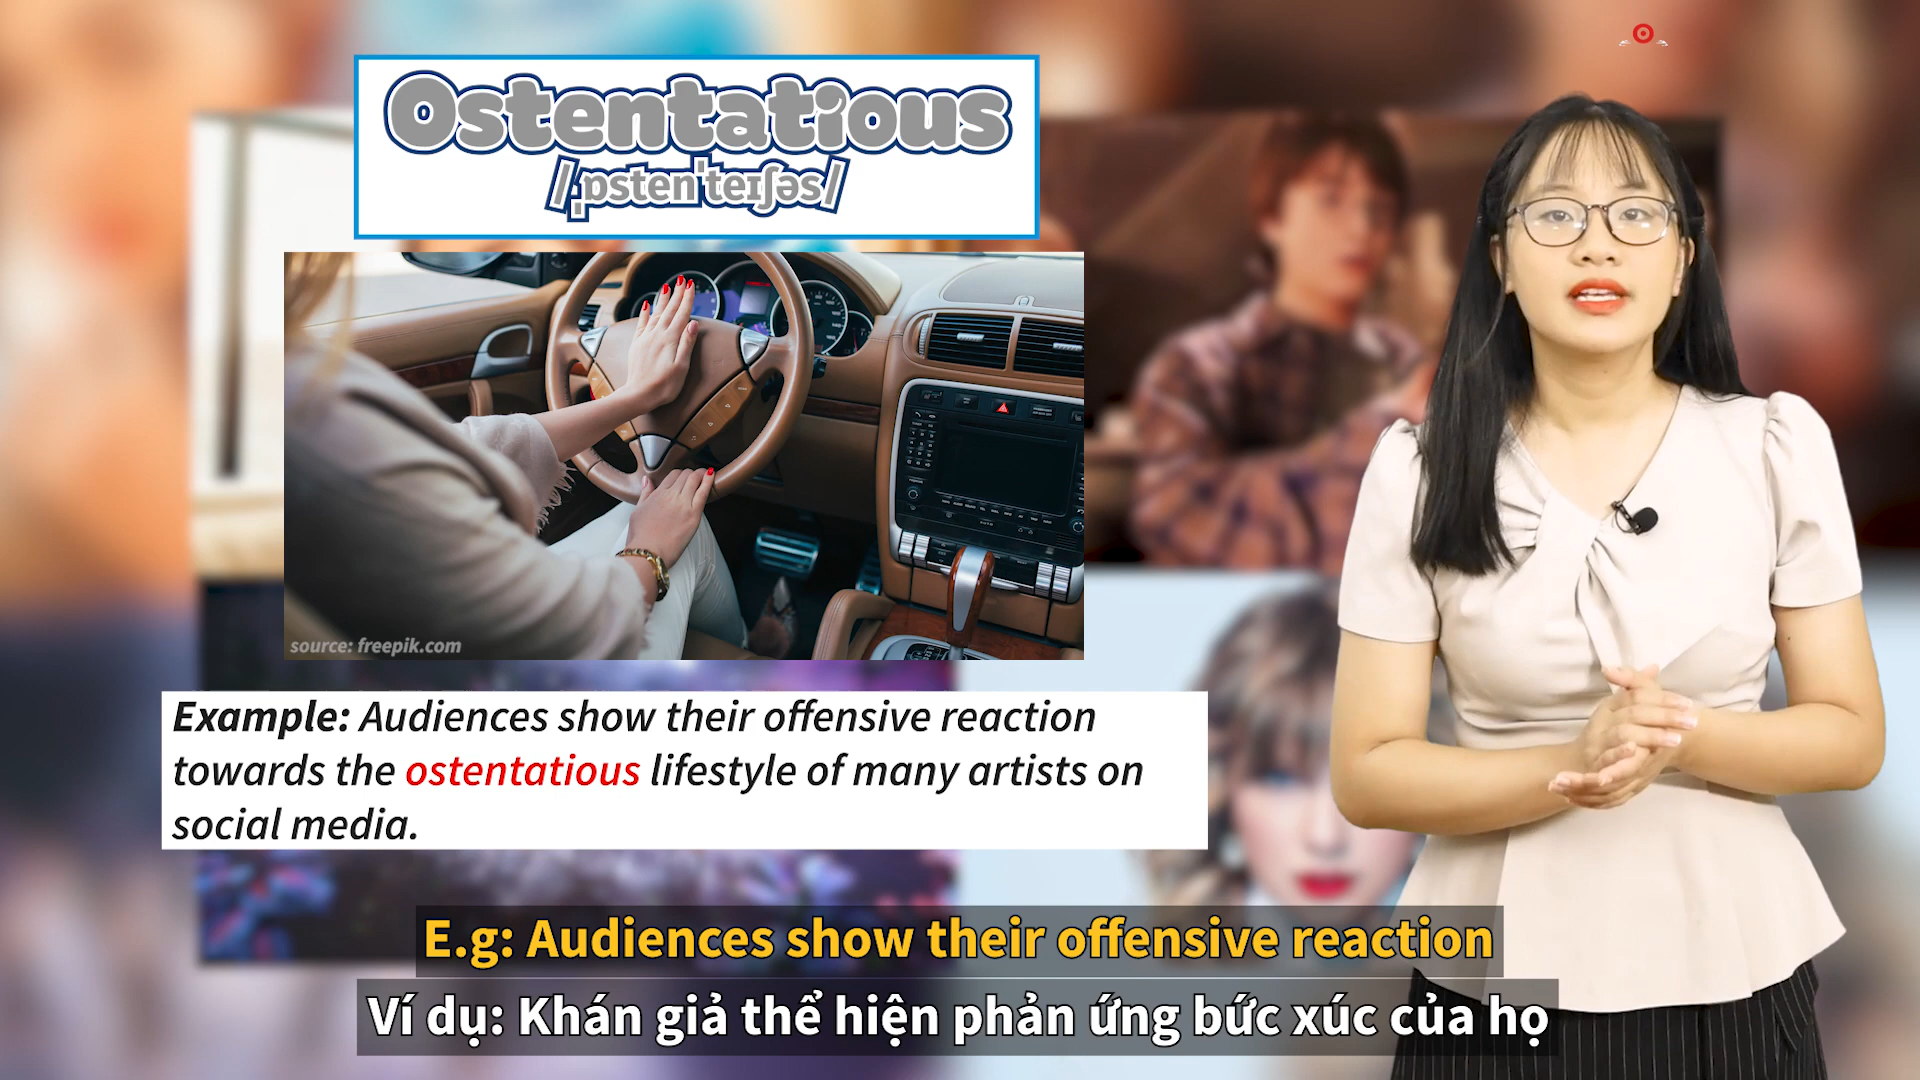 Ostentatious
/ˌɒstenˈteɪʃəs/
source: freepik.com
Example: Audiences show their offensive reaction
towards the ostentatious lifestyle of many artists on
social media.
E.g: Audiences show their offensive reaction
Ví dụ: Khán giả thể hiện phản ứng bức xúc của họ